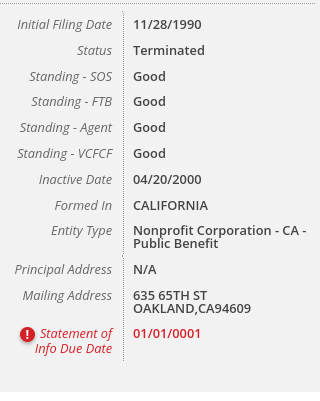 Initial Filing Date 11/28/1990
Status Terminated
Standing - SOS Good
Standing - FTB Good
Standing - Agent Good
Standing - VCFCF Good
Inactive Date 04/20/2000
Formed In CALIFORNIA
Entity Type Nonprofit Corporation - CA -
Public Benefit
Principal Address N/A
Mailing Address 635 65TH ST
OAKLAND,CA94609
! Statement of 01/01/0001
Info Due Date